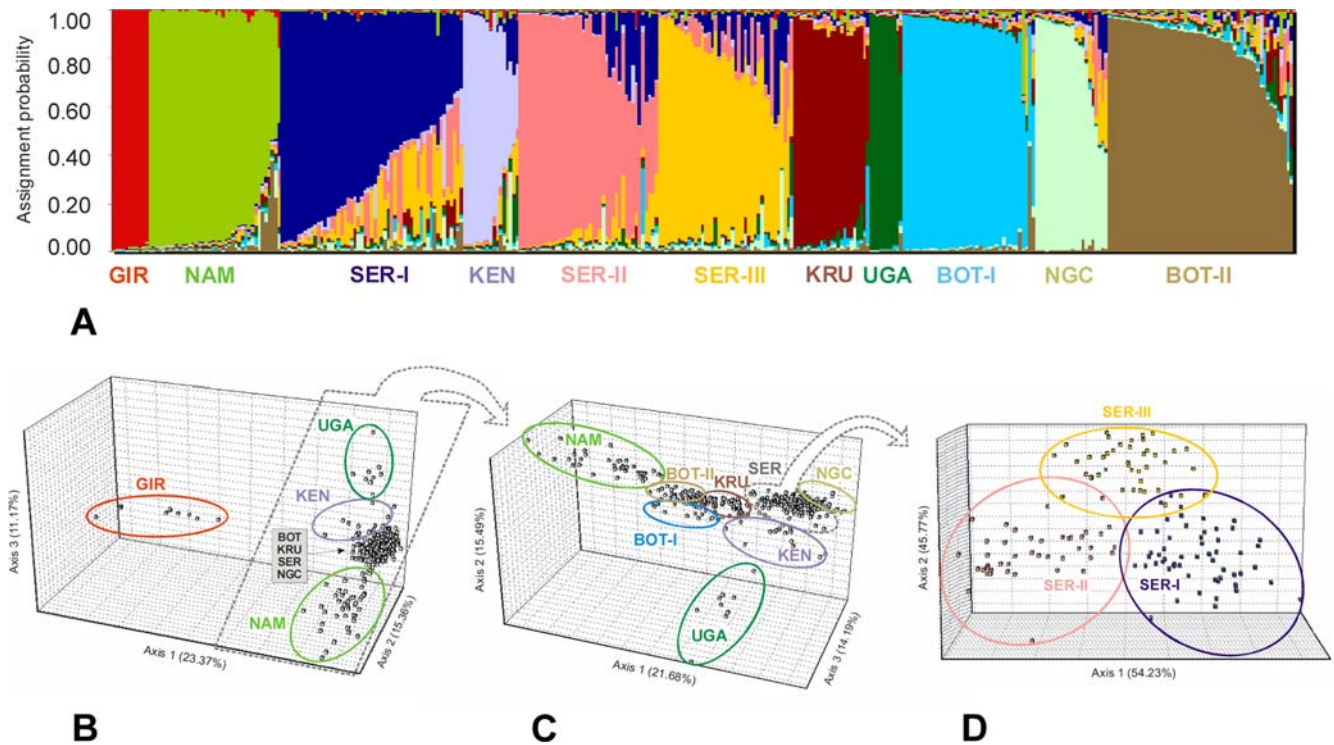 1.00
0.80
0.60
0.40
0.20
0.00
Assignment probability
GIR NAM SER-I KEN SER-II SER-III KRU UGA BOT-I NGC BOT-II
A
UGA
GIR
KEN
BOT
KRU
SER
NGC
NAM
Axis 3 (11.17%)
Axis 1 (23.37%)
Axis 2 (15.36%)
B
NAM
BOT-II
KRU
SER
NGC
BOT-I
KEN
UGA
Axis 2 (15.49%)
Axis 1 (21.68%)
Axis 3 (14.19%)
C
SER-III
SER-II
SER-I
Axis 2 (45.77%)
Axis 1 (54.23%)
D